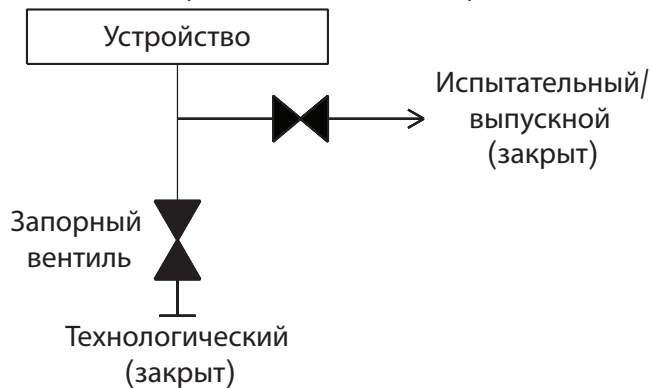 Устройство
Испытательный/
выпускной
(закрыт)
Запорный
вентиль
Технологический
(закрыт)